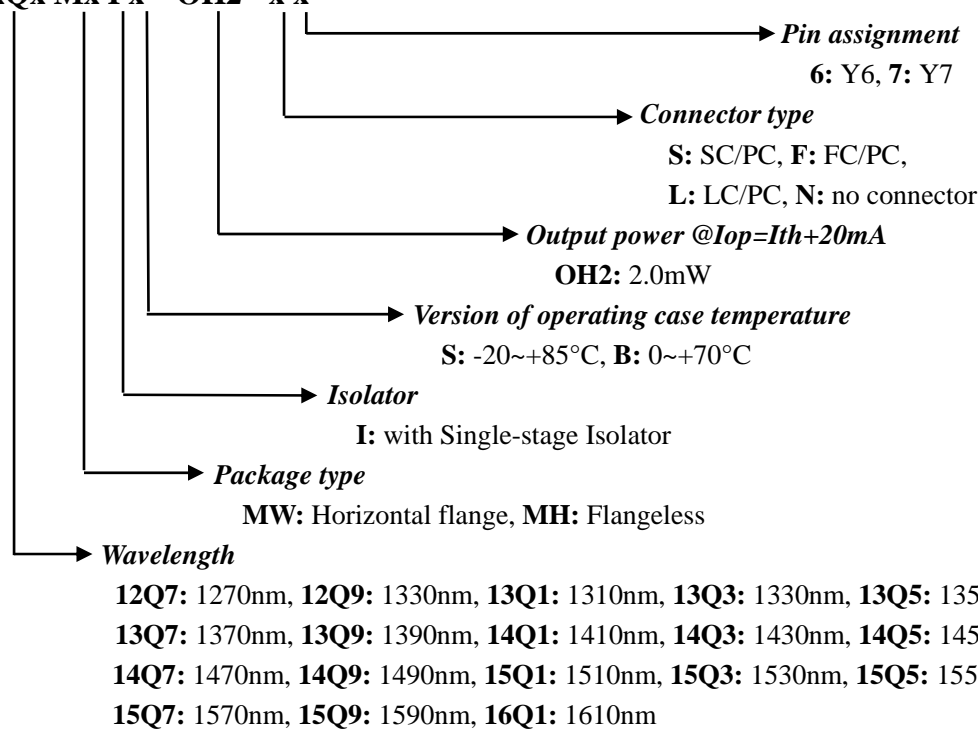 Pin assignment
6: Y6, 7: Y7
Connector type
S: SC/PC, F: FC/PC,
L: LC/PC, N: no connector
Output power @Iop=Ith+20mA
OH2: 2.0mW
Version of operating case temperature
S: -20~+85°C, B: 0~+70°C
Isolator
I: with Single-stage Isolator
Package type
MW: Horizontal flange, MH: Flangeless
Wavelength
12Q7: 1270nm, 12Q9: 1330nm, 13Q1: 1310nm, 13Q3: 1330nm, 13Q5: 135
13Q7: 1370nm, 13Q9: 1390nm, 14Q1: 1410nm, 14Q3: 1430nm, 14Q5: 145
14Q7: 1470nm, 14Q9: 1490nm, 15Q1: 1510nm, 15Q3: 1530nm, 15Q5: 155
15Q7: 1570nm, 15Q9: 1590nm, 16Q1: 1610nm